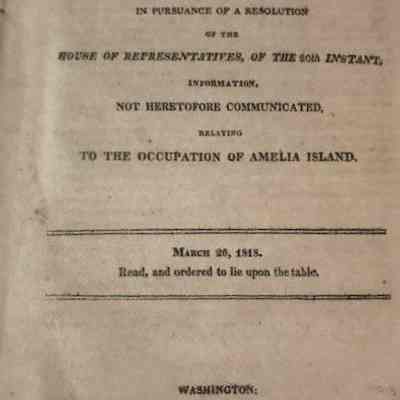 IN PURSUANCE OF A RESOLUTION
OF THE
HOUSE OF REPRESENTATIVES, OF THE 20th INSTANT,
INFORMATION,
NOT HERETOFORE COMMUNICATED,
RELATING
TO THE OCCUPATION OF AMELIA ISLAND.
MARCH 26, 1818.
Read, and ordered to lie upon the table.
WASHINGTON: